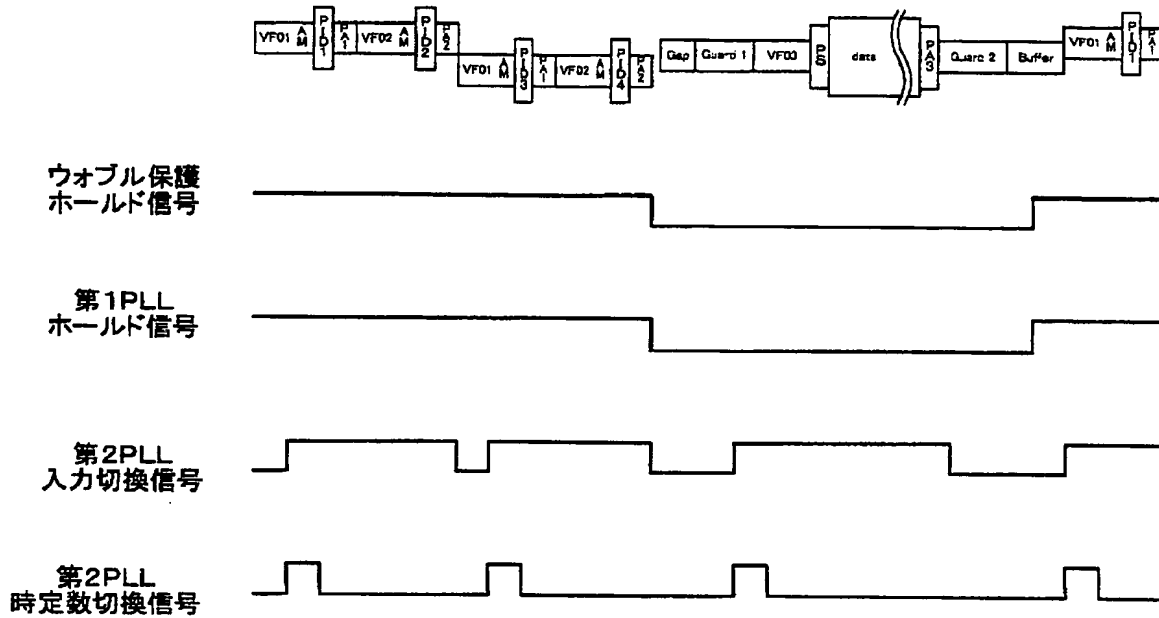 VFO1 AM PID1 PA1 VFO2 AM PID2 PA2
VFO1 AM PID3 PA1 VFO2 AM PID4 PA2
Gap Guard 1 VFO3 PS data PA3 Guard 2 Buffer
VFO1 AM PID1 PA1
ウォブル保護
ホールド信号
第1PLL
ホールド信号
第2PLL
入力切換信号
第2PLL
時定数切換信号